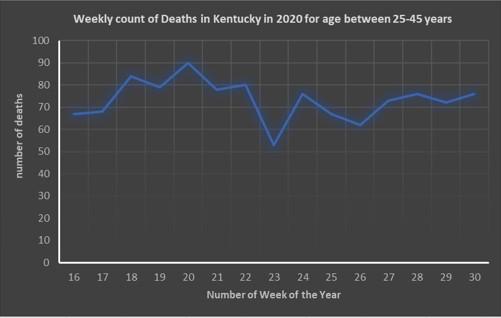 Weekly count of Deaths in Kentucky in 2020 for age between 25-45 years
number of deaths
100
90
80
70
60
50
40
30
20
10
0
16 17 18 19 20 21 22 23 24 25 26 27 28 29 30
Number of Week of the Year